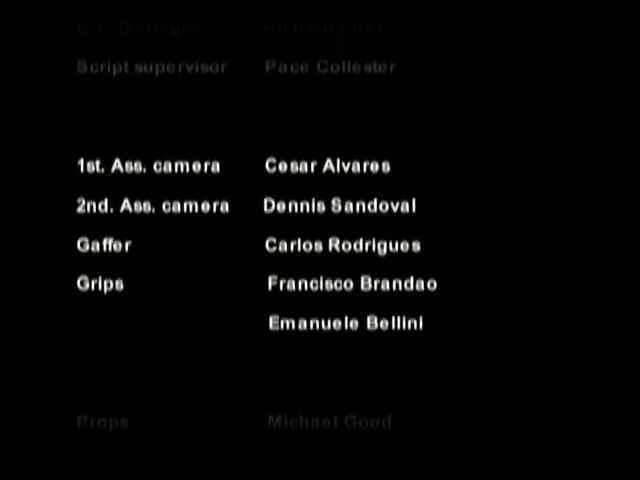 Script supervisor Pace Collester
1st. Ass. camera Cesar Alvares
2nd. Ass. camera Dennis Sandoval
Gaffer Carlos Rodrigues
Grips Francisco Brandao
Emanuele Bellini
Props Michael Good